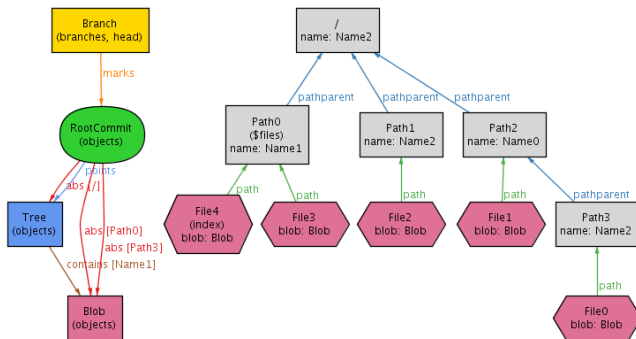 Branch
(branches, head)
marks
RootCommit
(objects)
points
abs [/]
Tree
(objects)
abs [Path0]
abs [Path3]
contains [Name1]
Blob
(objects)
/
name: Name2
pathparent
pathparent
pathparent
Path0
($files)
name: Name1
Path1
name: Name2
Path2
name: Name0
path
path
path
path
pathparent
File4
(index)
blob: Blob
File3
blob: Blob
File2
blob: Blob
File1
blob: Blob
Path3
name: Name2
path
File0
blob: Blob